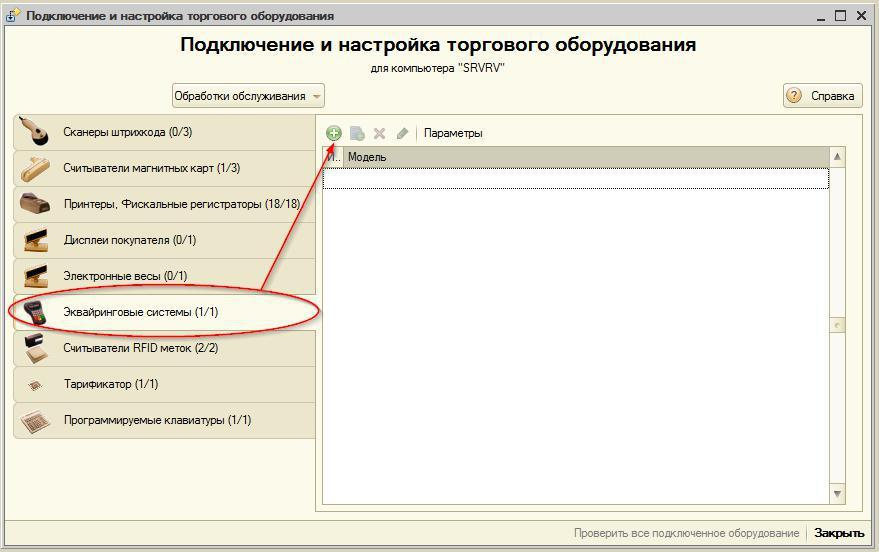 Подключение и настройка торгового оборудования
Подключение и настройка торгового оборудования
для компьютера "SRVRV"
Обработки обслуживания
Справка
Сканеры штрихкода (0/3)
Считыватели магнитных карт (1/3)
Принтеры, Фискальные регистраторы (18/18)
Дисплеи покупателя (0/1)
Электронные весы (0/1)
Эквайринговые системы (1/1)
Считыватели RFID меток (2/2)
Тарификатор (1/1)
Программируемые клавиатуры (1/1)
Параметры
И.. Модель
Проверить все подключенное оборудование
Закрыть